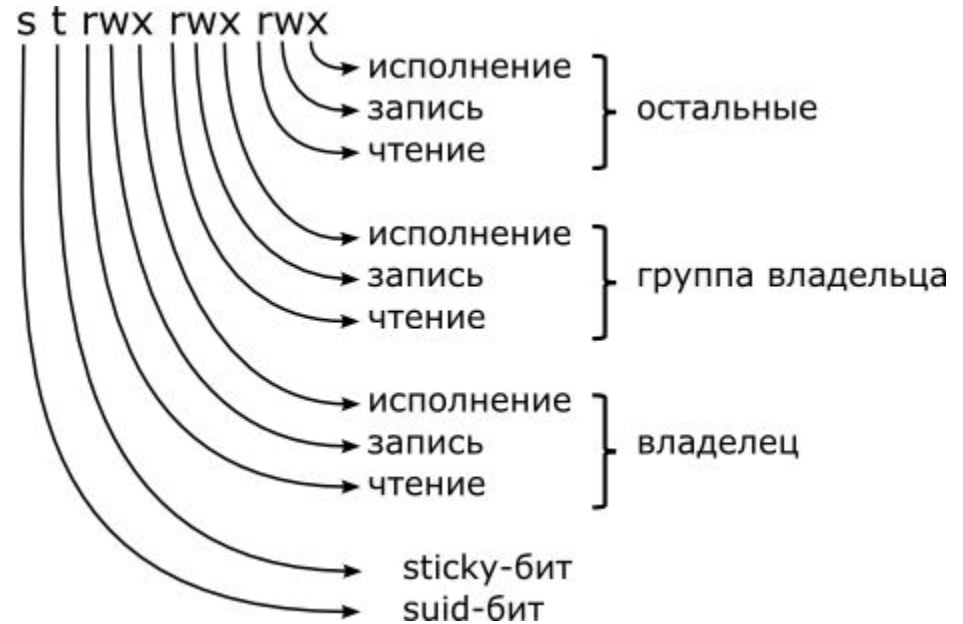 s t rwx rwx rwx
исполнение
запись
чтение
остальные
исполнение
запись
чтение
группа владельца
исполнение
запись
чтение
владелец
sticky-бит
suid-бит